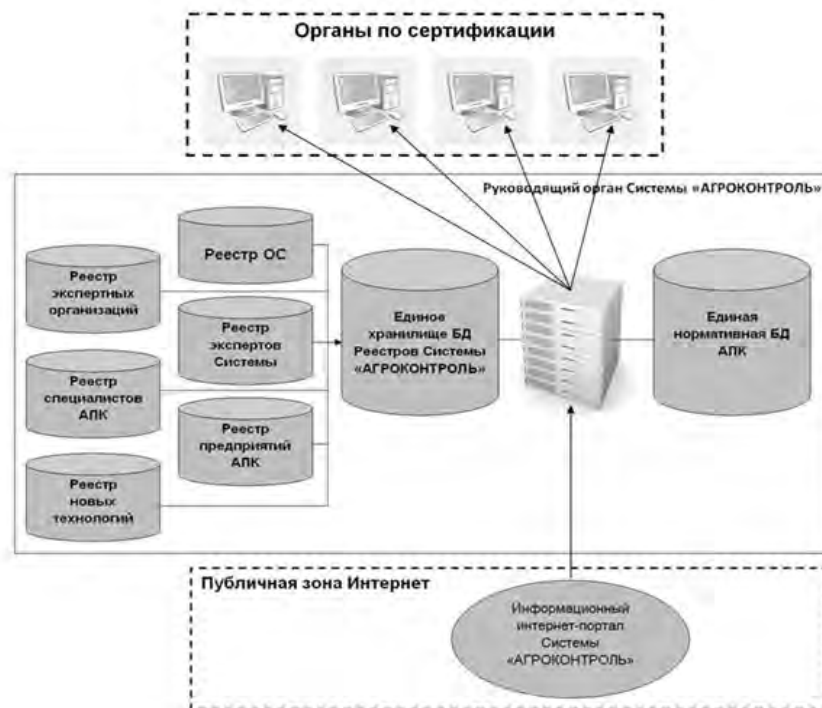 Органы по сертификации
Руководящий орган Системы «АГРОКОНТРОЛЬ»
Реестр ОС
Реестр
экспертных
организаций
Реестр
экспертов
Системы
Реестр
специалистов
АПК
Реестр
предприятий
АПК
Реестр
новых
технологий
Единое
хранилище БД
Реестров Системы
«АГРОКОНТРОЛЬ»
Единая
нормативная БД
АПК
Публичная зона Интернет
Информационный
интернет-портал
Системы
«АГРОКОНТРОЛЬ»